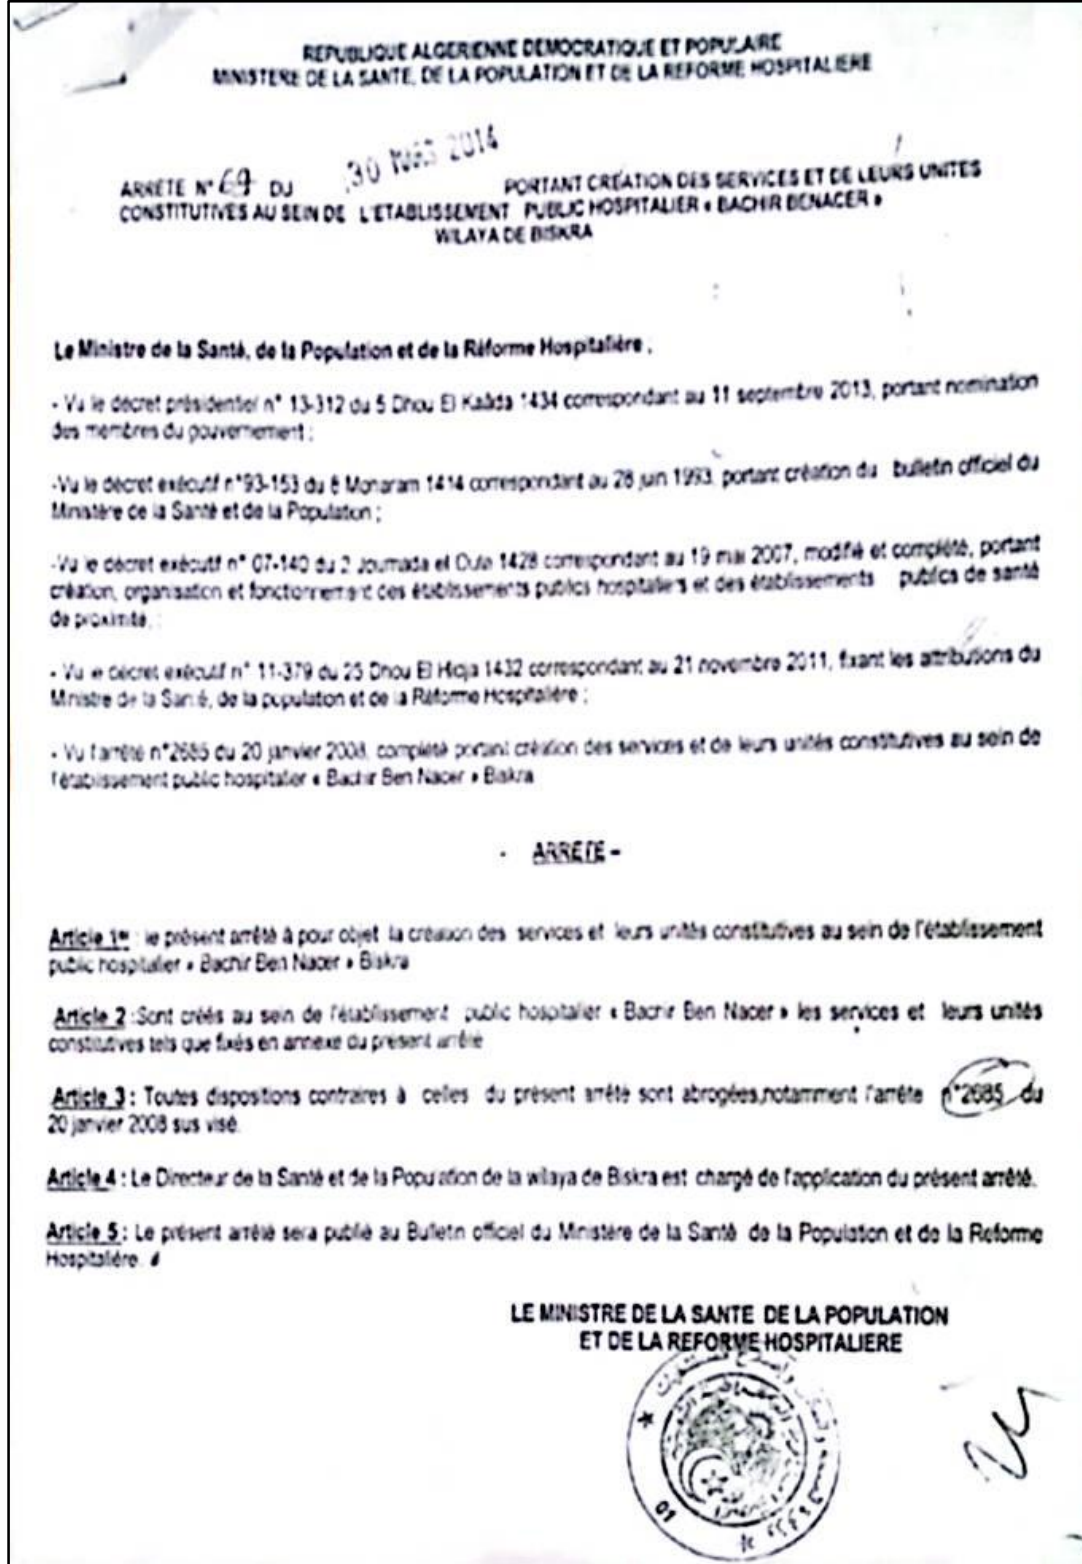 REPUBLIQUE ALGERIENNE DEMOCRATIQUE ET POPULAIRE
MINISTERE DE LA SANTE, DE LA POPULATION ET DE LA REFORME HOSPITALIERE
30 MARS 2014
ARRETE N° DU PORTANT CREATION DES SERVICES ET DE LEURS UNITES
CONSTITUTIVES AU SEIN DE L'ETABLISSEMENT PUBLIC HOSPITALIER « BACHIR BENACER »
WILAYA DE BISKRA
Le Ministre de la Santé, de la Population et de la Réforme Hospitalière ;
- Vu le décret présidentiel n° 13-312 du 5 Dhou El Kaâda 1434 correspondant au 11 septembre 2013, portant nomination
des membres du gouvernement ;
-Vu le décret exécutif n°93-153 du 8 Moharam 1414 correspondant au 28 juin 1993, portant création du bulletin officiel du
Ministère de la Santé et de la Population ;
-Vu le décret exécutif n° 07-140 du 2 Joumada el Oula 1428 correspondant au 19 mai 2007, modifié et complété, portant
création, organisation et fonctionnement des établissements publics hospitaliers et des établissements publics de santé
de proximité, ;
- Vu le décret exécutif n° 11-379 du 25 Dhou El Hidja 1432 correspondant au 21 novembre 2011, fixant les attributions du
Ministre de la Santé, de la population et de la Réforme Hospitalière ;
- Vu l'arrêté n°2685 du 20 janvier 2008, complété portant création des services et de leurs unités constitutives au sein de
l'établissement public hospitalier « Bachir Ben Nacer » Biskra
- ARRETE –
Article 1er : le présent arrêté à pour objet la création des services et leurs unités constitutives au sein de l'établissement
public hospitalier « Bachir Ben Nacer » Biskra
Article 2 :Sont créés au sein de l'établissement public hospitalier « Bachir Ben Nacer » les services et leurs unités
constitutives tels que fixés en annexe du présent arrêté
Article 3 : Toutes dispositions contraires à celles du présent arrêté sont abrogées,notamment l'arrête n°2685 du
20 janvier 2008 sus visé.
Article 4 : Le Directeur de la Santé et de la Population de la wilaya de Biskra est chargé de l'application du présent arrêté.
Article 5 : Le présent arrêté sera publié au Bulletin officiel du Ministère de la Santé de la Population et de la Reforme
Hospitalière.
LE MINISTRE DE LA SANTE DE LA POPULATION
ET DE LA REFORME HOSPITALIERE
01